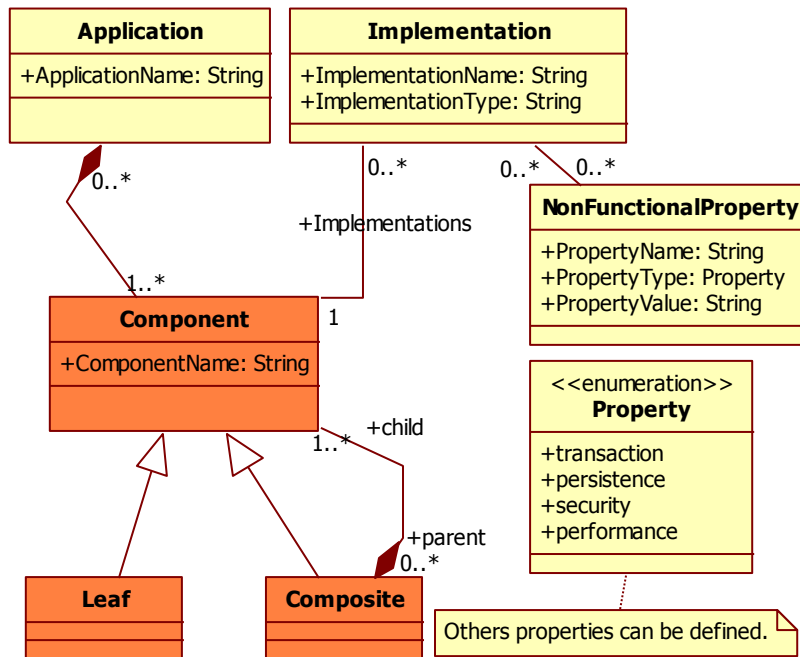 Application
+ApplicationName: String
Implementation
+ImplementationName: String
+ImplementationType: String
0..*
0..*
0..*
0..*
NonFunctionalProperty
+PropertyName: String
+PropertyType: Property
+PropertyValue: String
+Implementations
1..*
1
Component
+ComponentName: String
<<enumeration>>
Property
+transaction
+persistence
+security
+performance
+child
1..*
+parent
0..*
Leaf
Composite
Others properties can be defined.